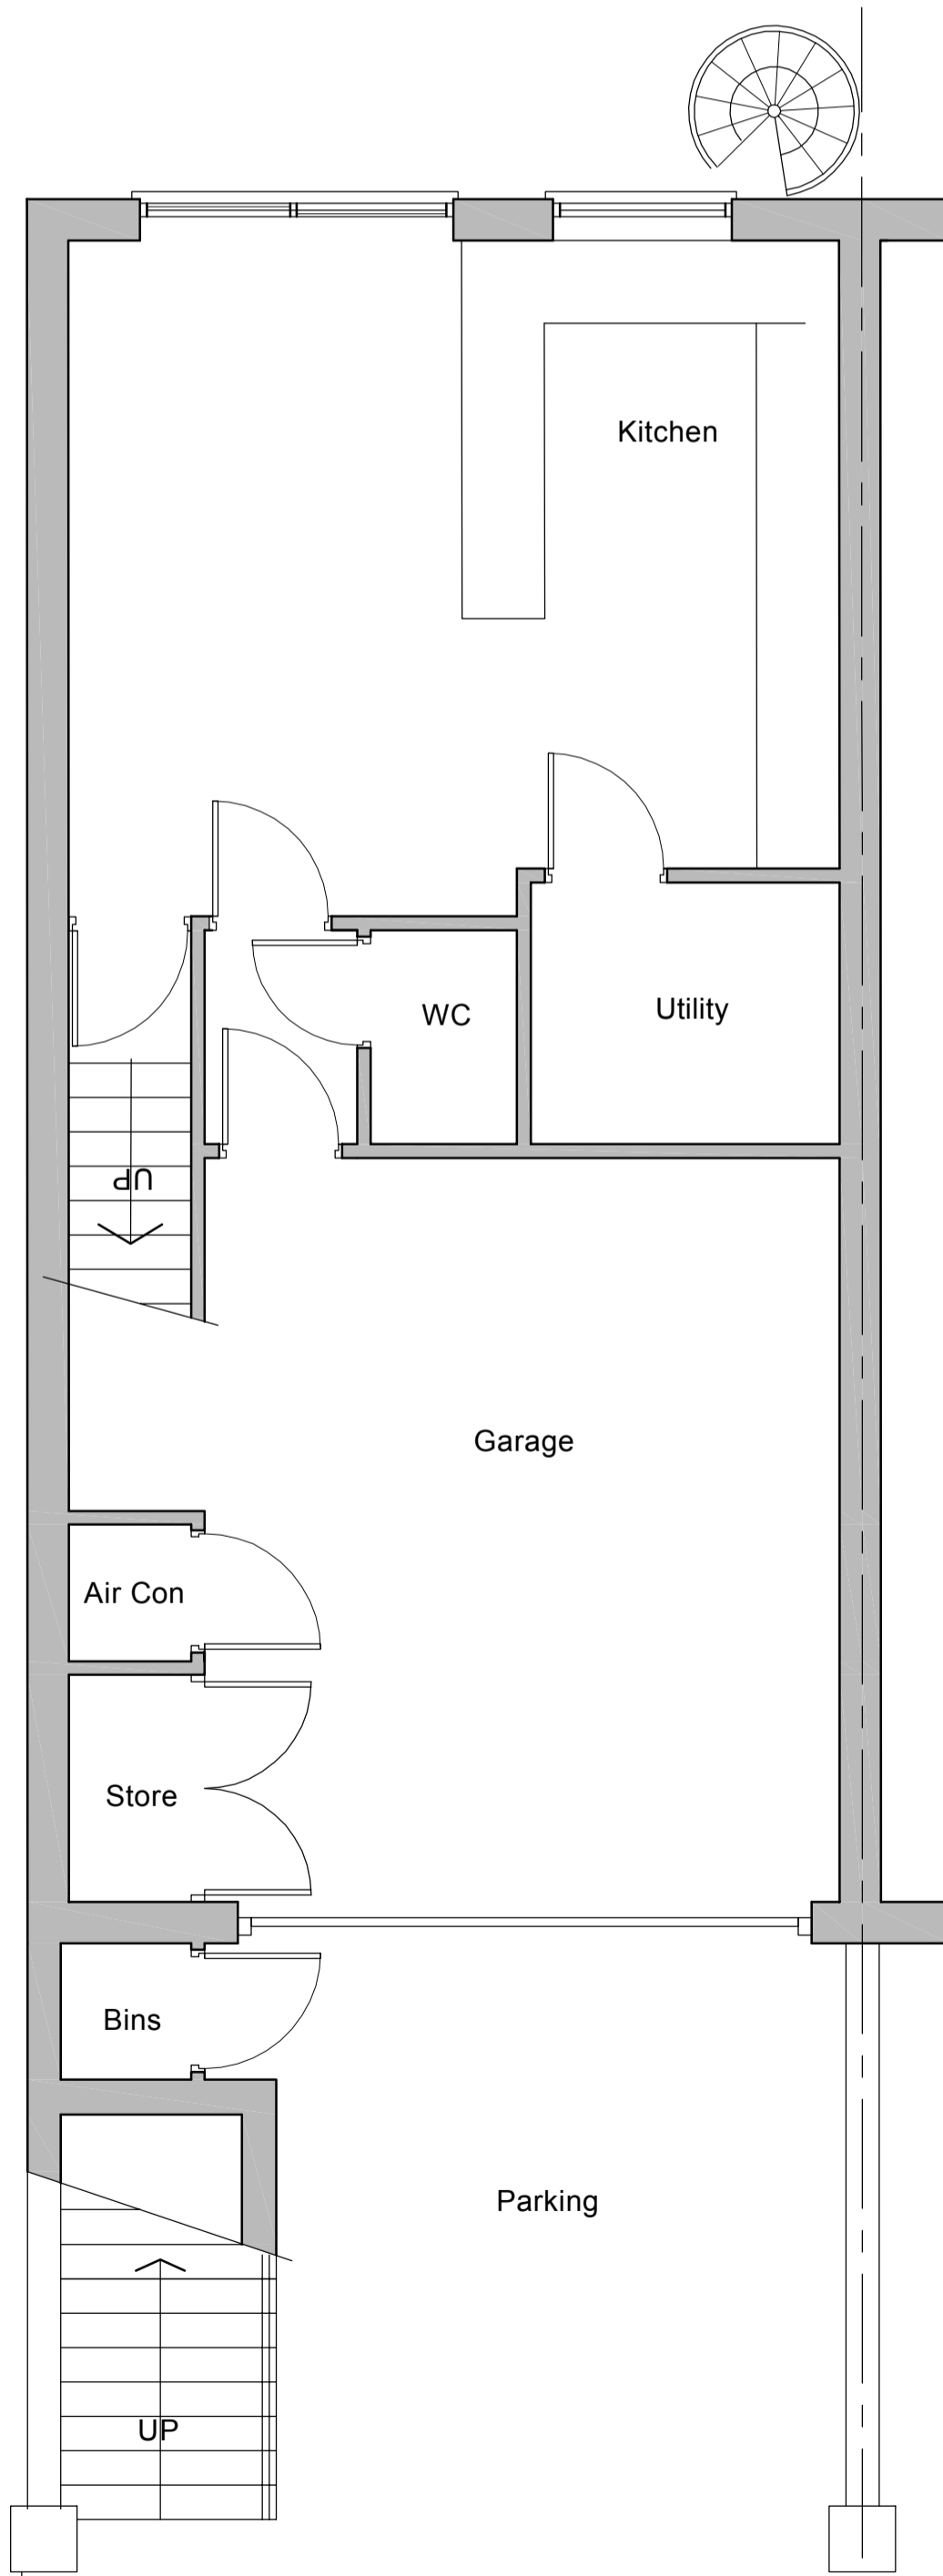 Kitchen
WC
Utility
UP
Garage
Air Con
Store
Bins
Parking
UP